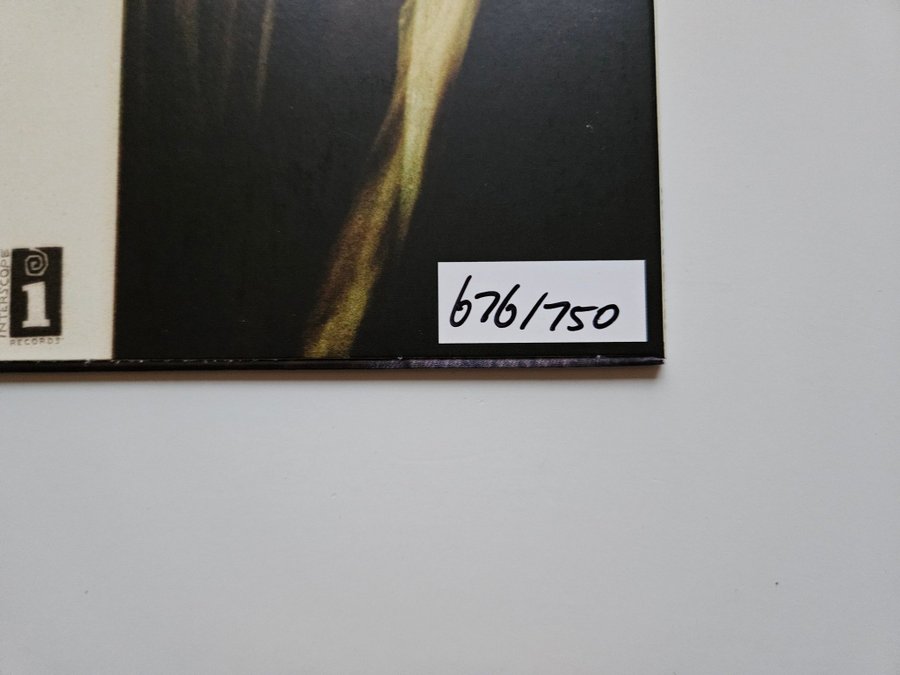 INTERSCOPE
i
RECORDS
676/750